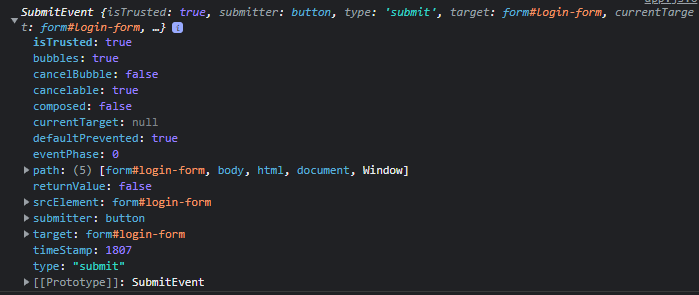 SubmitEvent {isTrusted: true, submitter: button, type: 'submit', target: form#login-form, currentTarge
t: form#login-form, …} i
isTrusted: true
bubbles: true
cancelBubble: false
cancelable: true
composed: false
currentTarget: null
defaultPrevented: true
eventPhase: 0
path: (5) [form#login-form, body, html, document, Window]
returnValue: false
srcElement: form#login-form
submitter: button
target: form#login-form
timeStamp: 1807
type: "submit"
[[Prototype]]: SubmitEvent